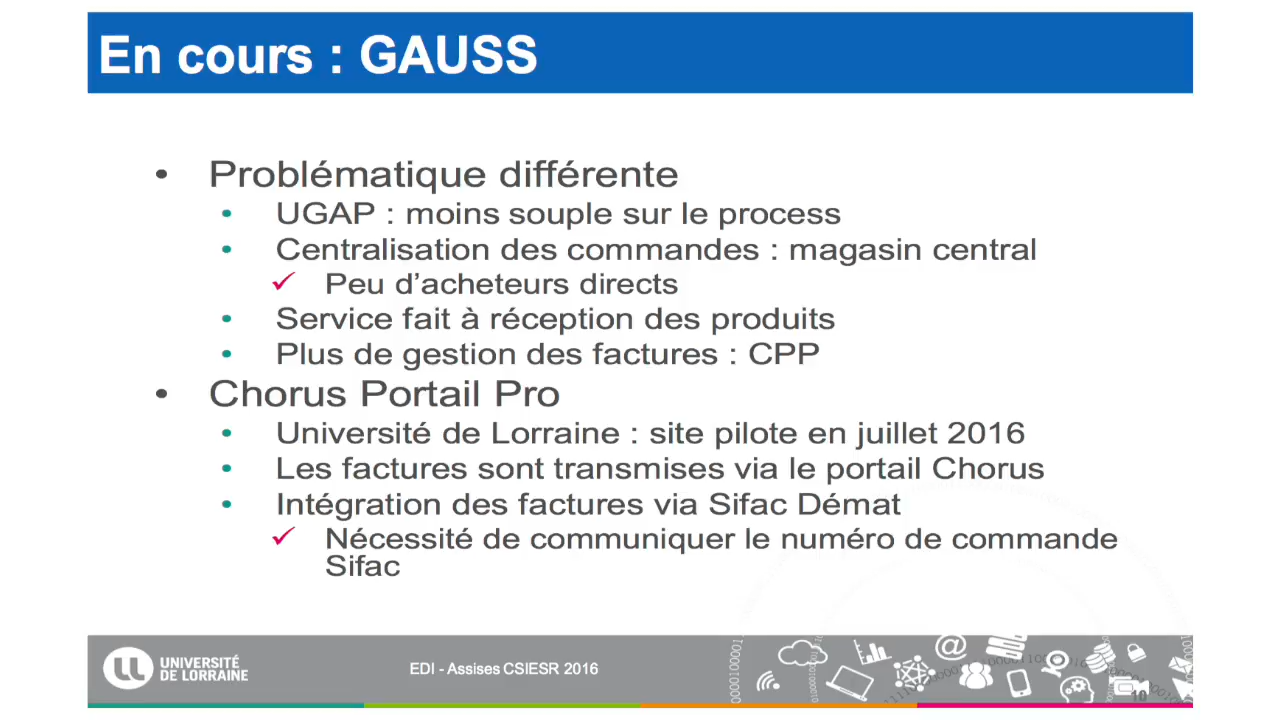 En cours : GAUSS
• Problématique différente
• UGAP : moins souple sur le process
• Centralisation des commandes : magasin central
✓ Peu d'acheteurs directs
• Service fait à réception des produits
• Plus de gestion des factures : CPP
• Chorus Portail Pro
• Université de Lorraine : site pilote en juillet 2016
• Les factures sont transmises via le portail Chorus
• Intégration des factures via Sifac Démat
✓ Nécessité de communiquer le numéro de commande
Sifac
UNIVERSITÉ
DE LORRAINE
EDI - Assises CSIESR 2016
10